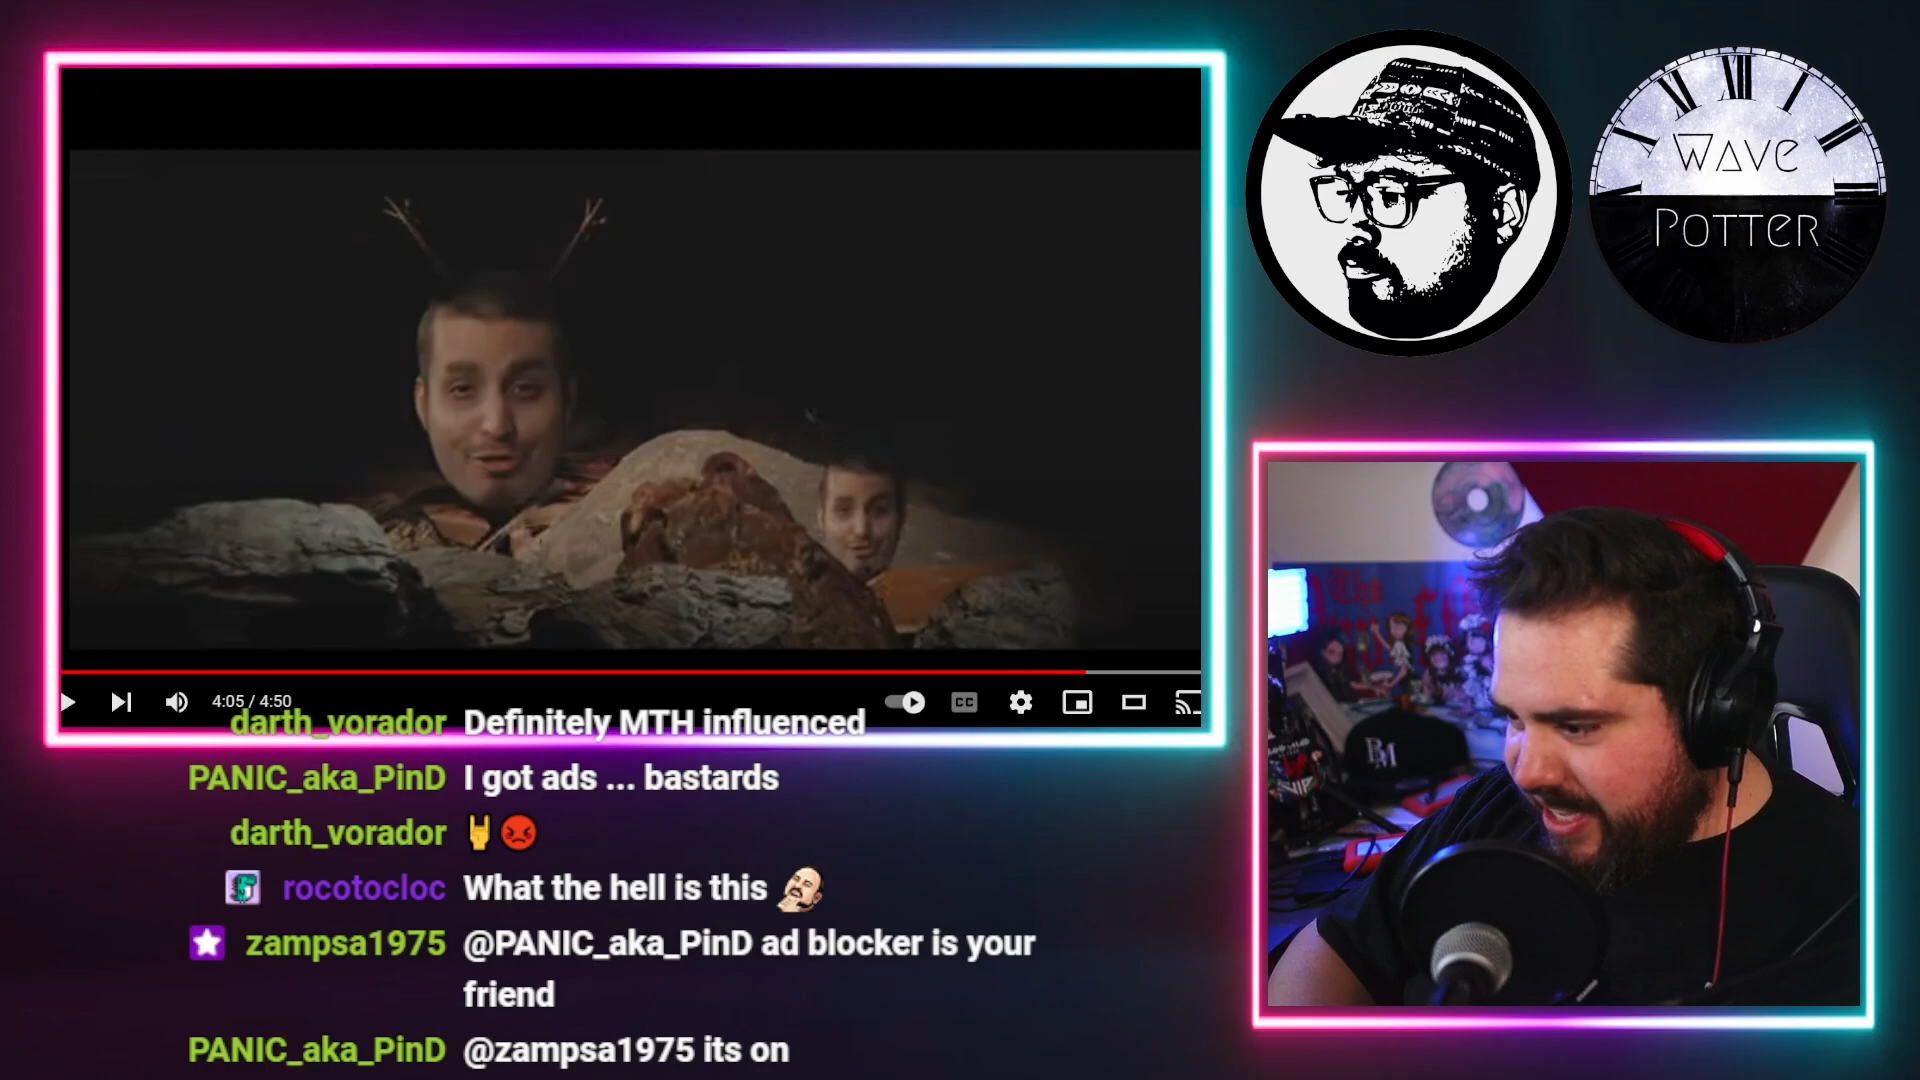 WAVE
POTTER
4:05 / 4:50
CC
darth_vorador Definitely MTH influenced
PANIC_aka_PinD I got ads ... bastards
darth_vorador 🤘😡
rocotocloc What the hell is this
zampsa1975 @PANIC_aka_PinD ad blocker is your
friend
PANIC_aka_PinD @zampsa1975 its on